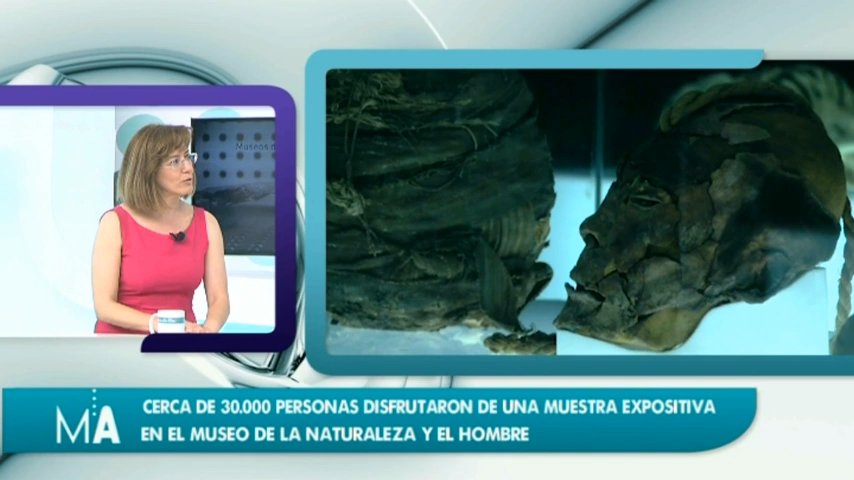 Museos d
MA
CERCA DE 30.000 PERSONAS DISFRUTARON DE UNA MUESTRA EXPOSITIVA
EN EL MUSEO DE LA NATURALEZA Y EL HOMBRE